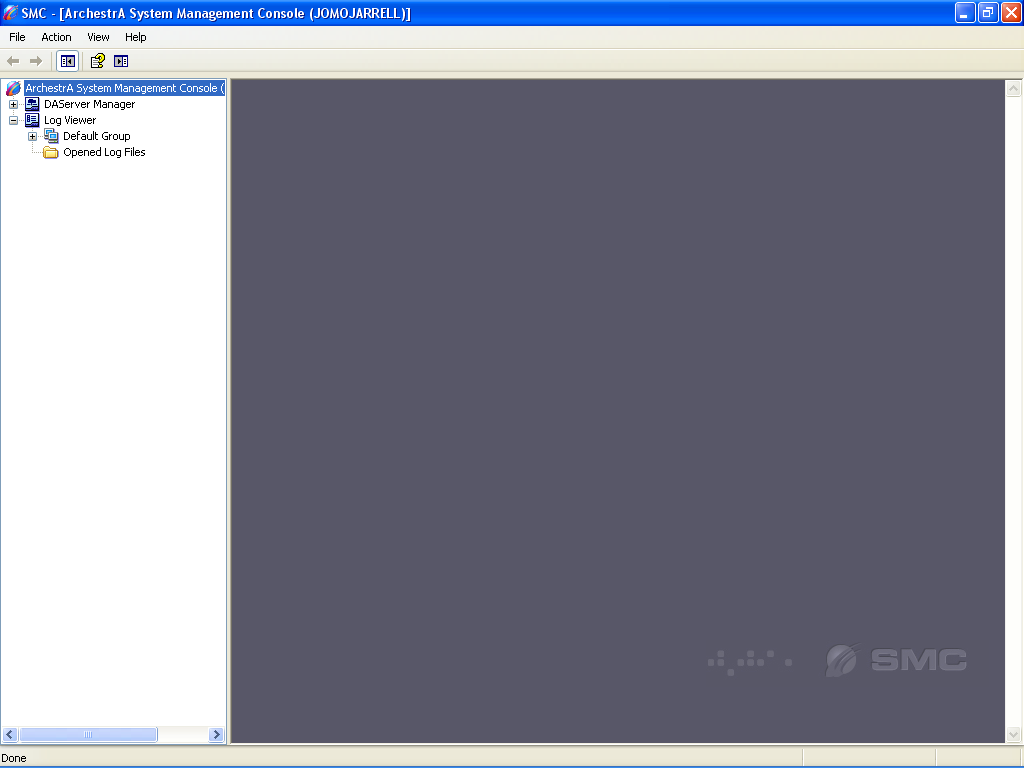 SMC - [ArchestrA System Management Console (JOMOJARRELL)]
File Action View Help
ArchestrA System Management Console (
DAServer Manager
Log Viewer
Default Group
Opened Log Files
SMC
Done